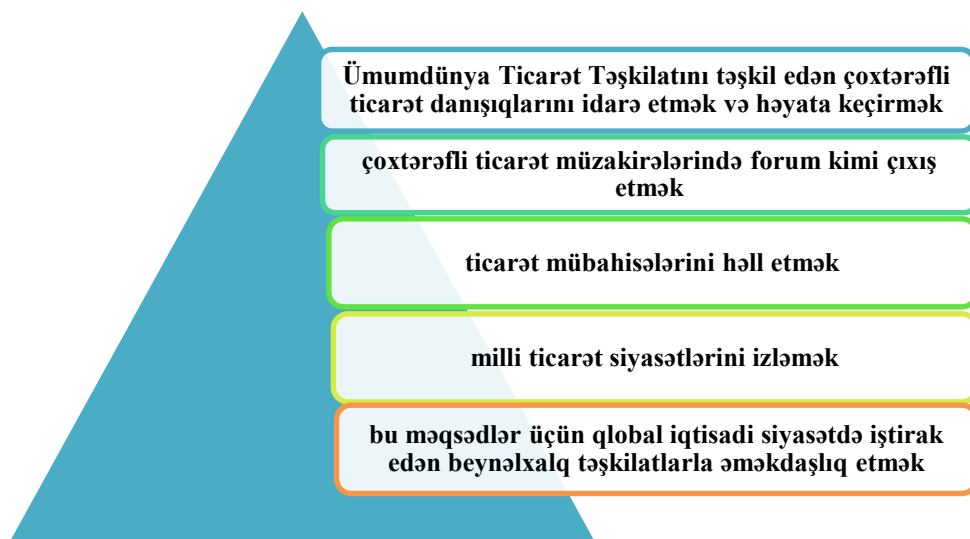 Ümumdünya Ticarət Təşkilatını təşkil edən çoxtərəfli
ticarət danışıqlarını idarə etmək və həyata keçirmək
çoxtərəfli ticarət müzakirələrində forum kimi çıxış
etmək
ticarət mübahisələrini həll etmək
milli ticarət siyasətlərini izləmək
bu məqsədlər üçün qlobal iqtisadi siyasətdə iştirak
edən beynəlxalq təşkilatlarla əməkdaşlıq etmək